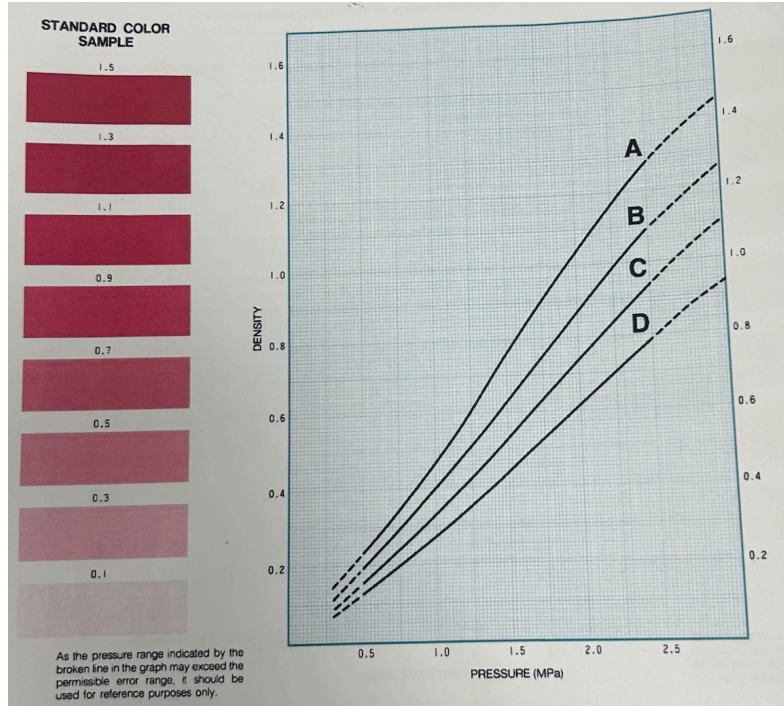 STANDARD COLOR
SAMPLE
1.5
1.3
1.1
0.9
0.7
0.5
0.3
0.1
As the pressure range indicated by the
broken line in the graph may exceed the
permissible error range, it should be
used for reference purposes only.
DENSITY
1.6
1.4
1.2
1.0
0.8
0.6
0.4
0.2
A
B
C
D
1.6
1.4
1.2
1.0
0.8
0.6
0.4
0.2
0.5 1.0 1.5 2.0 2.5
PRESSURE (MPa)